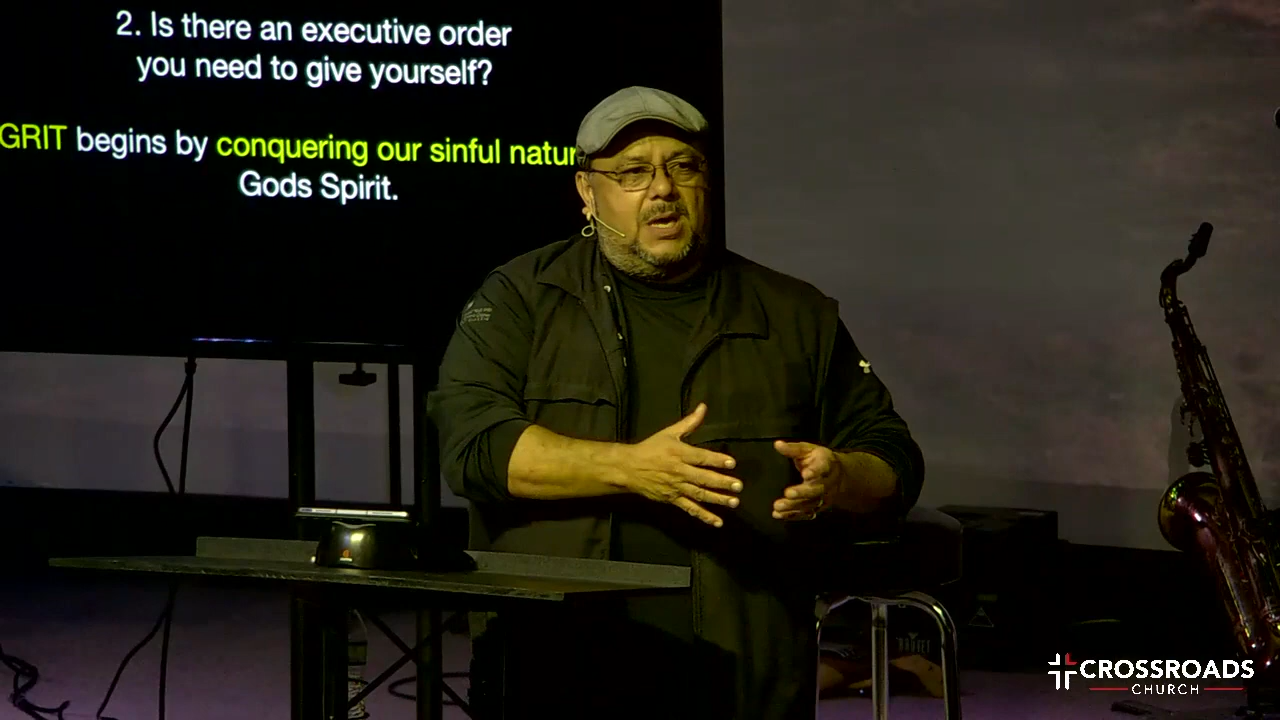 2. Is there an executive order
you need to give yourself?
GRIT begins by conquering our sinful natur
Gods Spirit.
CROSSROADS
CHURCH